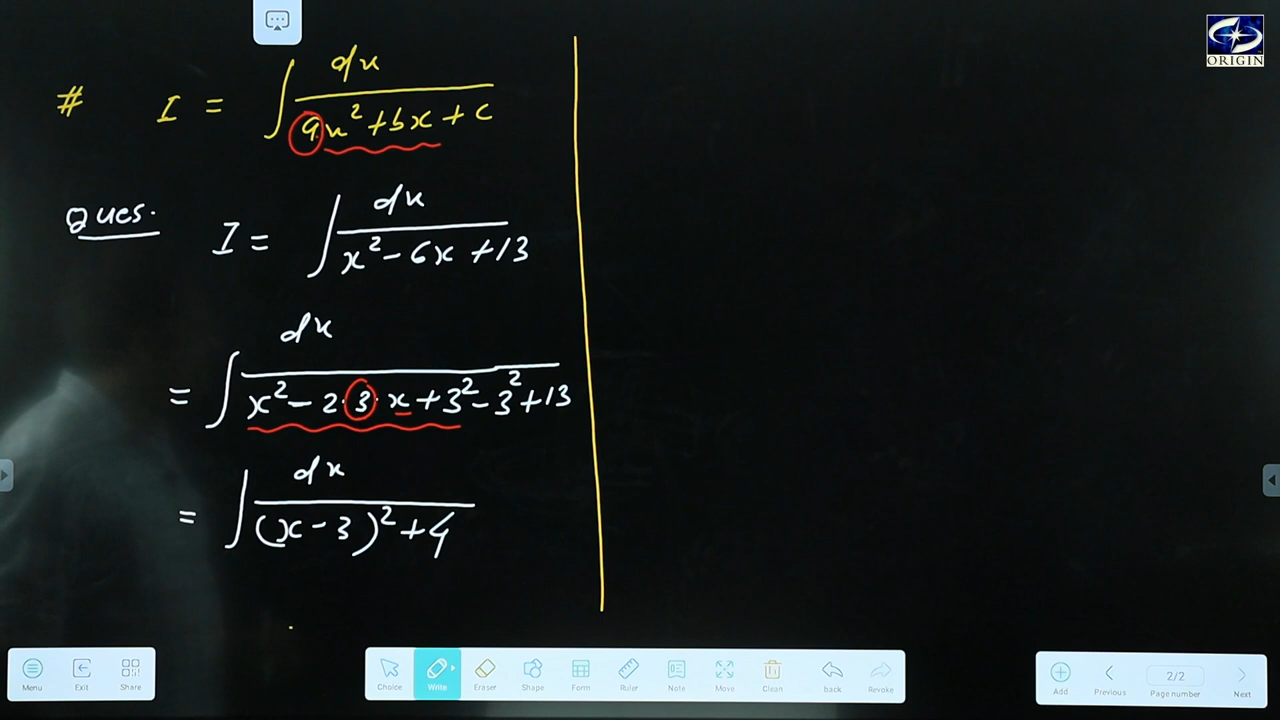 ORIGIN
# I = ∫ dx / (ax² + bx + c)
Ques. I = ∫ dx / (x² - 6x + 13)
= ∫ dx / (x² - 2·3·x + 3² - 3² + 13)
= ∫ dx / ((x - 3)² + 4)
Menu Exit Share Choice Write Eraser Shape Form Ruler Note Move Clean back Revoke Add Previous 2/2 Page number Next